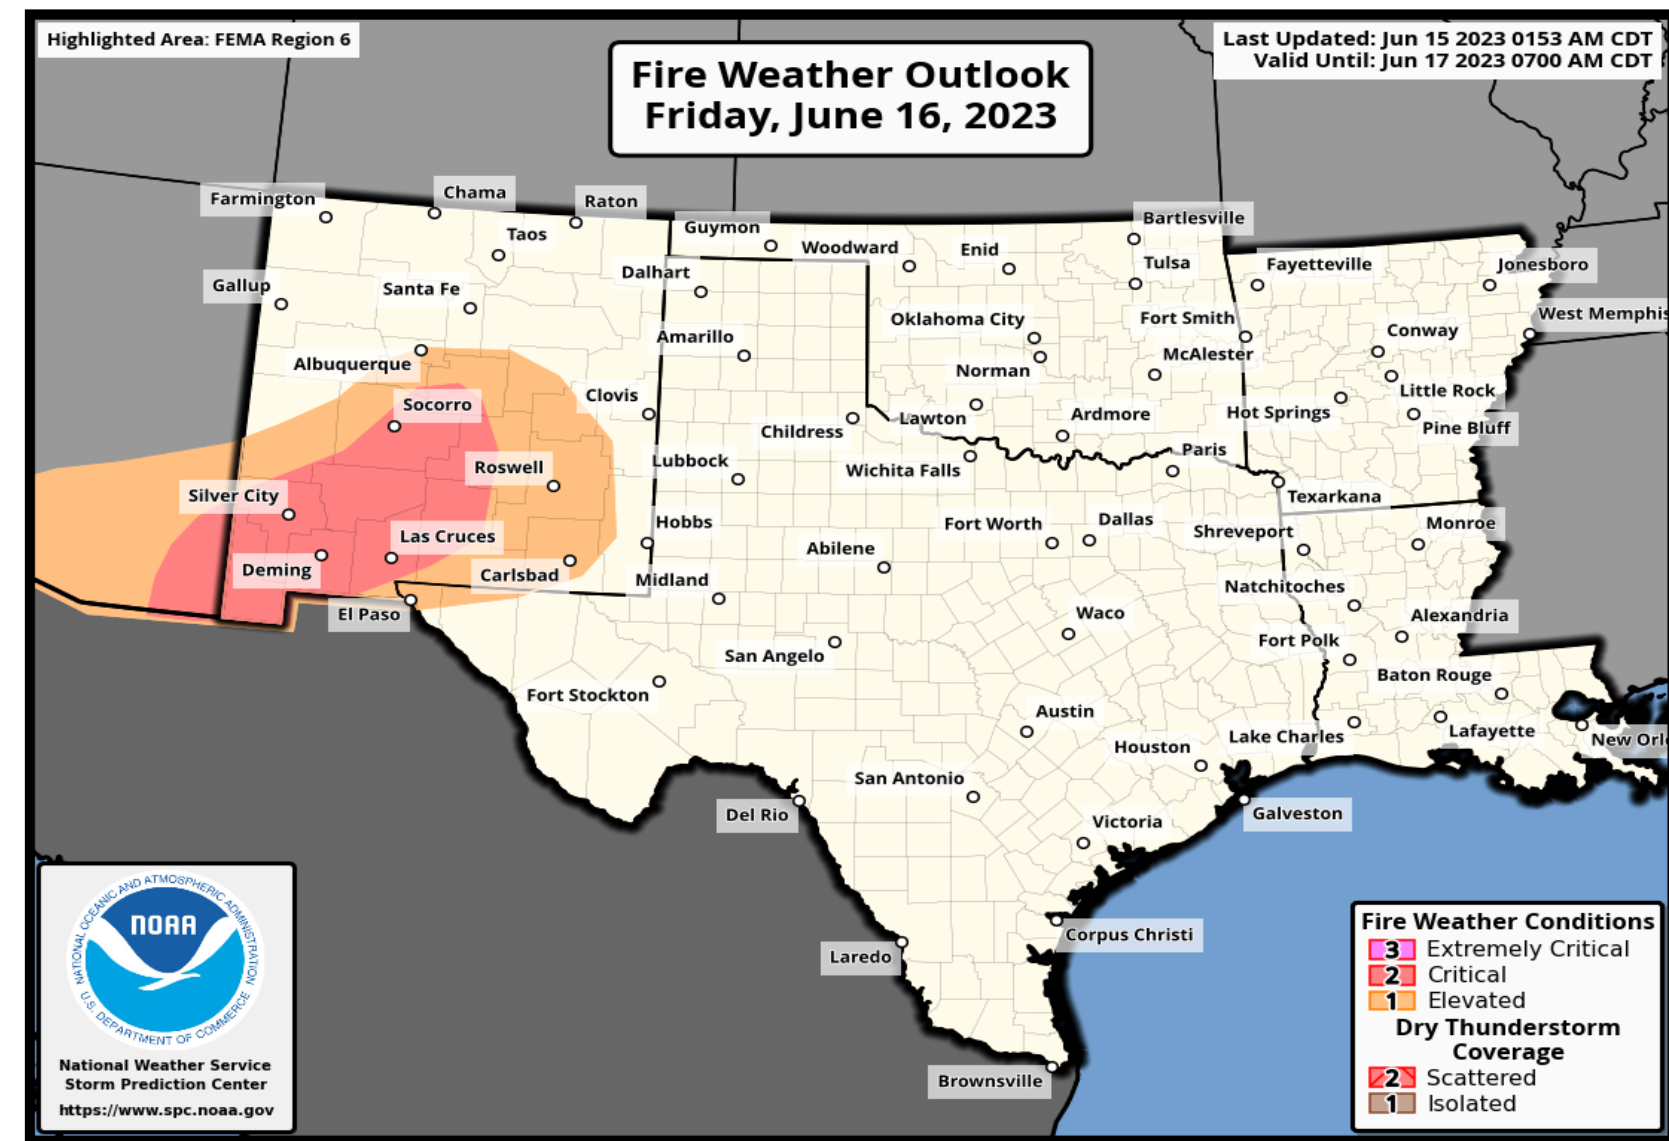 Highlighted Area: FEMA Region 6
Last Updated: Jun 15 2023 0153 AM CDT
Valid Until: Jun 17 2023 0700 AM CDT
Fire Weather Outlook
Friday, June 16, 2023
Farmington
Chama
Raton
Taos
Guymon
Woodward
Enid
Bartlesville
Tulsa
Fayetteville
Jonesboro
Gallup
Santa Fe
Dalhart
Amarillo
Oklahoma City
Fort Smith
West Memphis
Conway
Albuquerque
Norman
McAlester
Little Rock
Socorro
Clovis
Childress
Lawton
Ardmore
Hot Springs
Pine Bluff
Roswell
Lubbock
Wichita Falls
Paris
Silver City
Texarkana
Las Cruces
Hobbs
Fort Worth
Dallas
Shreveport
Monroe
Deming
Carlsbad
Abilene
Midland
Natchitoches
El Paso
Waco
Alexandria
San Angelo
Fort Polk
Fort Stockton
Baton Rouge
Austin
Houston
Lake Charles
Lafayette
New Orle
San Antonio
Del Rio
Victoria
Galveston
Corpus Christi
Laredo
Brownsville
NATIONAL OCEANIC AND ATMOSPHERIC ADMINISTRATION
NOAA
U.S. DEPARTMENT OF COMMERCE
National Weather Service
Storm Prediction Center
https://www.spc.noaa.gov
Fire Weather Conditions
3 Extremely Critical
2 Critical
1 Elevated
Dry Thunderstorm
Coverage
2 Scattered
1 Isolated